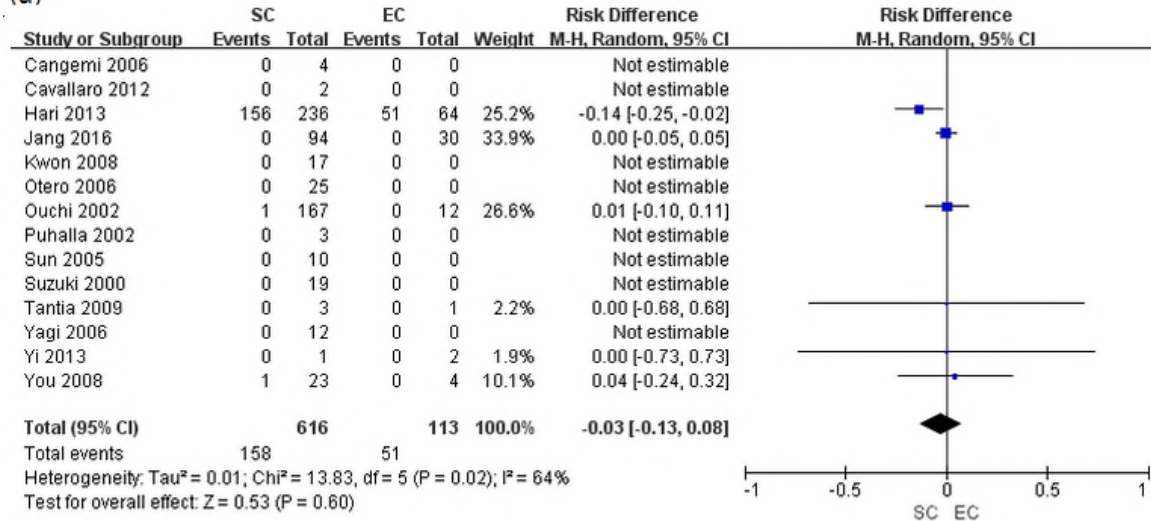 (a)
SC EC Risk Difference Risk Difference
Study or Subgroup Events Total Events Total Weight M-H, Random, 95% CI M-H, Random, 95% CI
Cangemi 2006 0 4 0 0 Not estimable
Cavallaro 2012 0 2 0 0 Not estimable
Hari 2013 156 236 51 64 25.2% -0.14 [-0.25, -0.02]
Jang 2016 0 94 0 30 33.9% 0.00 [-0.05, 0.05]
Kwon 2008 0 17 0 0 Not estimable
Otero 2006 0 25 0 0 Not estimable
Ouchi 2002 1 167 0 12 26.6% 0.01 [-0.10, 0.11]
Puhalla 2002 0 3 0 0 Not estimable
Sun 2005 0 10 0 0 Not estimable
Suzuki 2000 0 19 0 0 Not estimable
Tantia 2009 0 3 0 1 2.2% 0.00 [-0.68, 0.68]
Yagi 2006 0 12 0 0 Not estimable
Yi 2013 0 1 0 2 1.9% 0.00 [-0.73, 0.73]
You 2008 1 23 0 4 10.1% 0.04 [-0.24, 0.32]
Total (95% CI) 616 113 100.0% -0.03 [-0.13, 0.08]
Total events 158 51
Heterogeneity: Tau² = 0.01; Chi² = 13.83, df = 5 (P = 0.02); I² = 64%
Test for overall effect: Z = 0.53 (P = 0.60)
-1 -0.5 0 0.5 1
SC EC